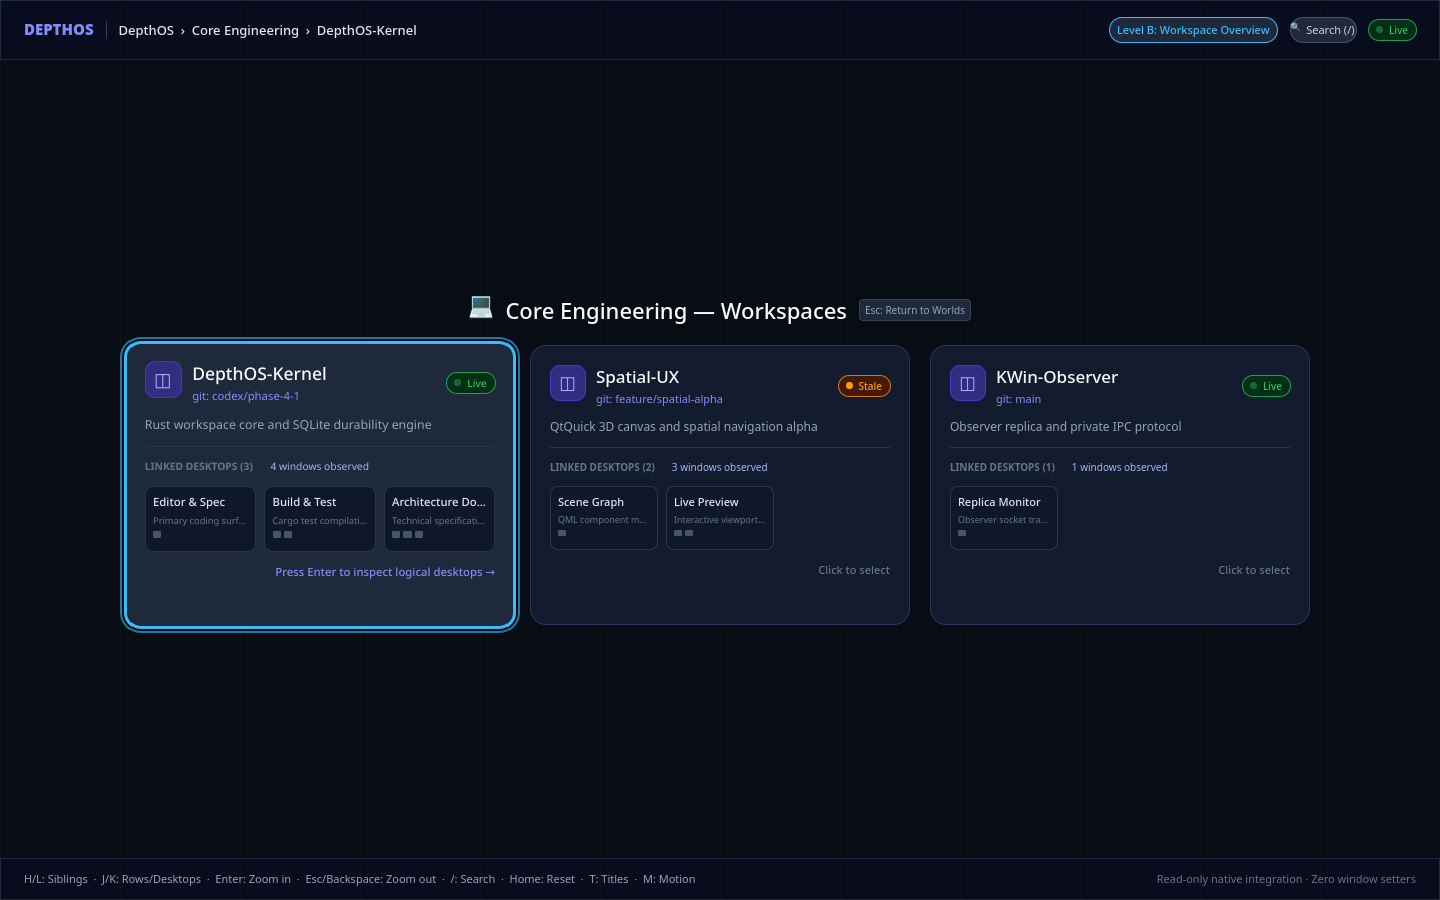 DEPTHOS
DepthOS › Core Engineering › DepthOS-Kernel
Level B: Workspace Overview
Search (/)
Live
Core Engineering — Workspaces
Esc: Return to Worlds
DepthOS-Kernel
git: codex/phase-4-1
Live
Rust workspace core and SQLite durability engine
LINKED DESKTOPS (3)
4 windows observed
Editor & Spec
Primary coding surf...
Build & Test
Cargo test compilati...
Architecture Do...
Technical specificati...
Press Enter to inspect logical desktops →
Spatial-UX
git: feature/spatial-alpha
Stale
QtQuick 3D canvas and spatial navigation alpha
LINKED DESKTOPS (2)
3 windows observed
Scene Graph
QML component m...
Live Preview
Interactive viewport...
Click to select
KWin-Observer
git: main
Live
Observer replica and private IPC protocol
LINKED DESKTOPS (1)
1 windows observed
Replica Monitor
Observer socket tra...
Click to select
H/L: Siblings · J/K: Rows/Desktops · Enter: Zoom in · Esc/Backspace: Zoom out · /: Search · Home: Reset · T: Titles · M: Motion
Read-only native integration · Zero window setters